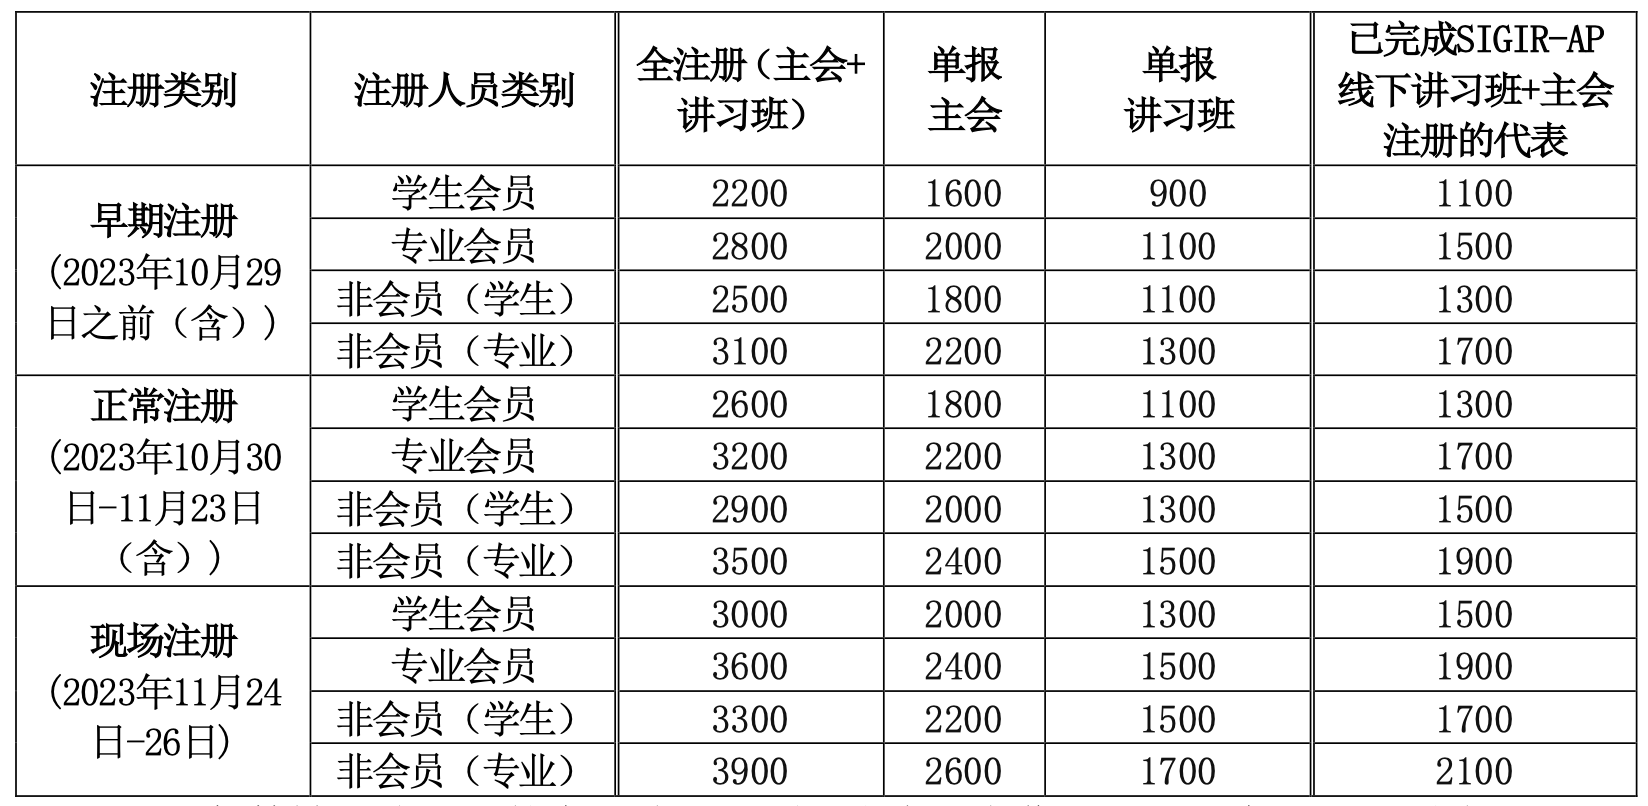 注册类别 注册人员类别 全注册（主会+讲习班） 单报主会 单报讲习班 已完成SIGIR-AP线下讲习班+主会注册的代表
早期注册
(2023年10月29
日之前（含）)
学生会员 2200 1600 900 1100
专业会员 2800 2000 1100 1500
非会员（学生） 2500 1800 1100 1300
非会员（专业） 3100 2200 1300 1700
正常注册
(2023年10月30
日-11月23日
（含）)
学生会员 2600 1800 1100 1300
专业会员 3200 2200 1300 1700
非会员（学生） 2900 2000 1300 1500
非会员（专业） 3500 2400 1500 1900
现场注册
(2023年11月24
日-26日)
学生会员 3000 2000 1300 1500
专业会员 3600 2400 1500 1900
非会员（学生） 3300 2200 1500 1700
非会员（专业） 3900 2600 1700 2100